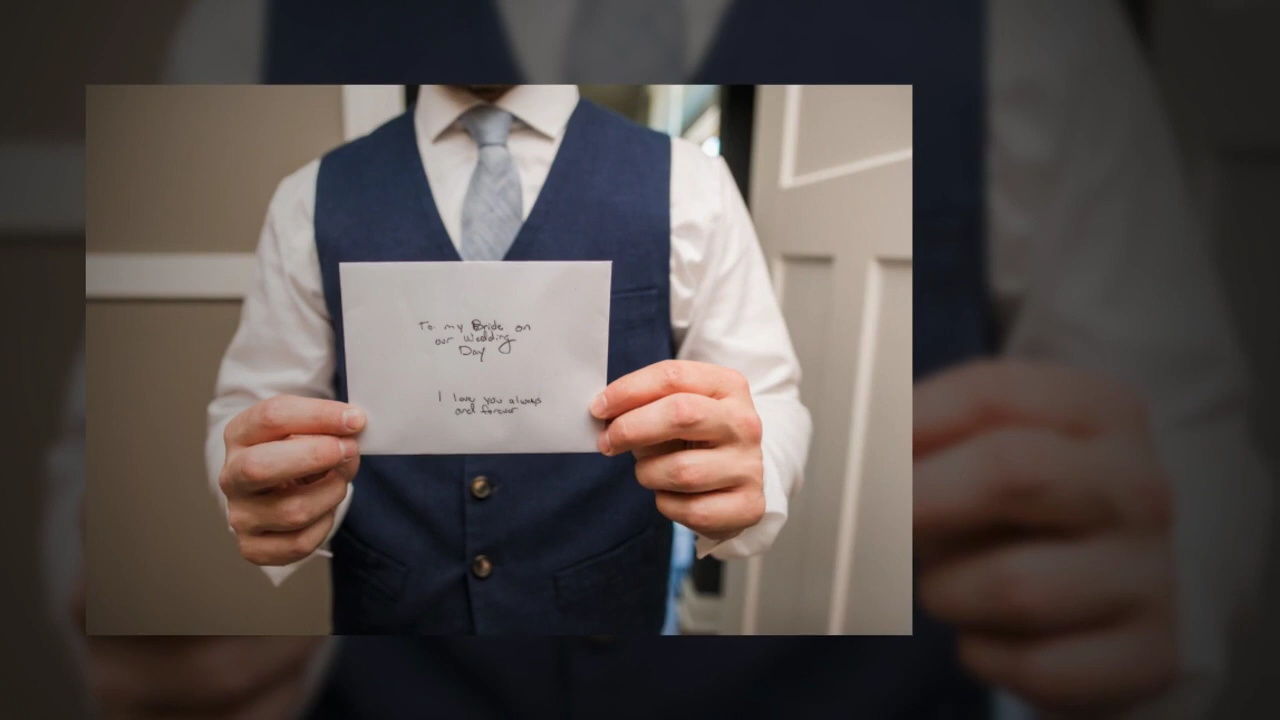 To my Bride on
our Wedding
Day
I love you always
and forever